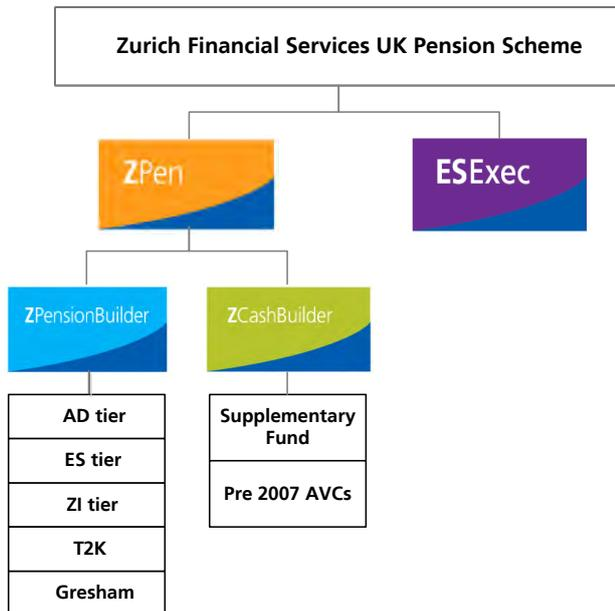 Zurich Financial Services UK Pension Scheme
ZPen
ESExec
ZPensionBuilder
ZCashBuilder
AD tier
ES tier
ZI tier
T2K
Gresham
Supplementary
Fund
Pre 2007 AVCs